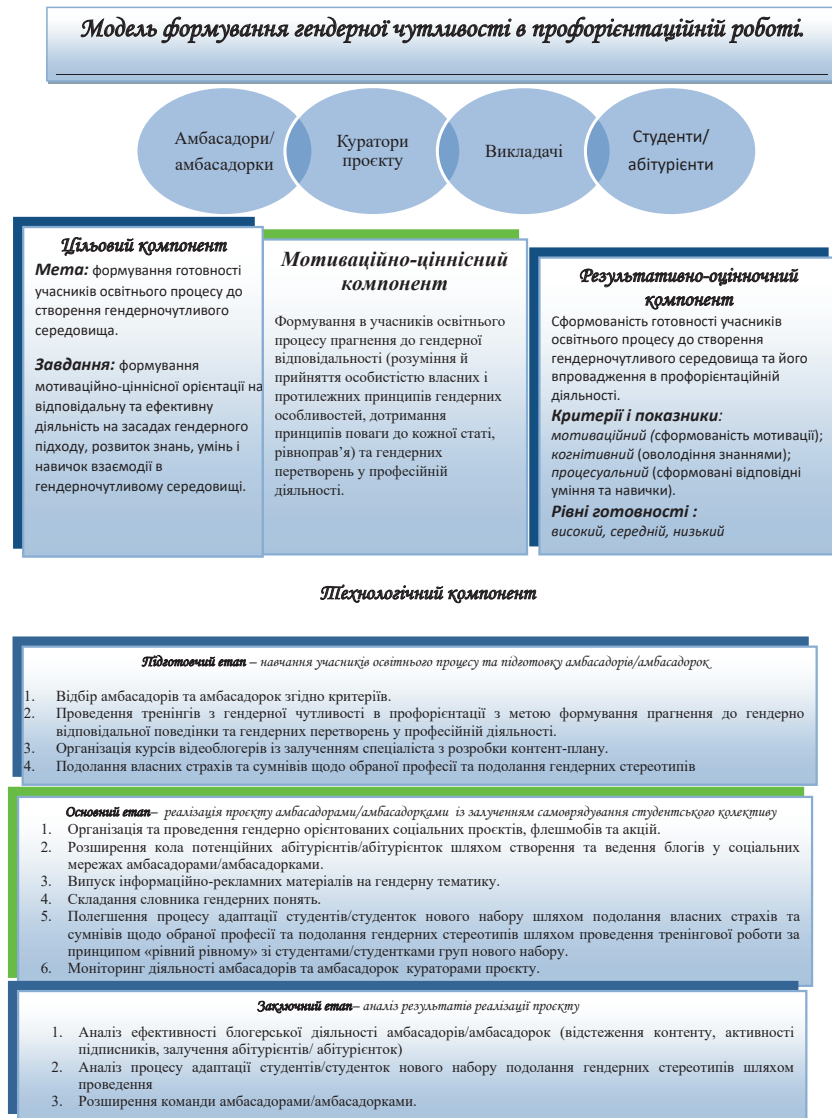 Модель формування гендерної чутливості в профорієнтаційній роботі.
Амбасадори/
амбасадорки
Куратори
проєкту
Викладачі
Студенти/
абітурієнти
Цільовий компонент
Мета: формування готовності
учасників освітнього процесу до
створення гендерночутливого
середовища.
Завдання: формування
мотиваційно-ціннісної орієнтації на
відповідальну та ефективну
діяльність на засадах гендерного
підходу, розвиток знань, умінь і
навичок взаємодії в
гендерночутливому середовищі.
Мотиваційно-ціннісний
компонент
Формування в учасників освітнього
процесу прагнення до гендерної
відповідальності (розуміння й
прийняття особистістю власних і
протилежних принципів гендерних
особливостей, дотримання
принципів поваги до кожної статі,
рівноправ'я) та гендерних
перетворень у професійній
діяльності.
Результативно-оцінночний
компонент
Сформованість готовності учасників
освітнього процесу до створення
гендерночутливого середовища та його
впровадження в профорієнтаційній
діяльності.
Критерії і показники:
мотиваційний (сформованість мотивації);
когнітивний (оволодіння знаннями);
процесуальний (сформовані відповідні
уміння та навички).
Рівні готовності :
високий, середній, низький
Технологічний компонент
Підготовчий етап – навчання учасників освітнього процесу та підготовку амбасадорів/амбасадорок
1. Відбір амбасадорів та амбасадорок згідно критеріїв.
2. Проведення тренінгів з гендерної чутливості в профорієнтації з метою формування прагнення до гендерно
відповідальної поведінки та гендерних перетворень у професійній діяльності.
3. Організація курсів відеоблогерів із залученням спеціаліста з розробки контент-плану.
4. Подолання власних страхів та сумнівів щодо обраної професії та подолання гендерних стереотипів
Основний етап– реалізація проєкту амбасадорами/амбасадорками із залученням самоврядування студентського колективу
1. Організація та проведення гендерно орієнтованих соціальних проєктів, флешмобів та акцій.
2. Розширення кола потенційних абітурієнтів/абітурієнток шляхом створення та ведення блогів у соціальних
мережах амбасадорами/амбасадорками.
3. Випуск інформаційно-рекламних матеріалів на гендерну тематику.
4. Складання словника гендерних понять.
5. Полегшення процесу адаптації студентів/студенток нового набору шляхом подолання власних страхів та
сумнівів щодо обраної професії та подолання гендерних стереотипів шляхом проведення тренінгової роботи за
принципом «рівний рівному» зі студентами/студентками груп нового набору.
6. Моніторинг діяльності амбасадорів та амбасадорок кураторами проєкту.
Заключний етап– аналіз результатів реалізації проєкту
1. Аналіз ефективності блогерської діяльності амбасадорів/амбасадорок (відстеження контенту, активності
підписників, залучення абітурієнтів/ абітурієнток)
2. Аналіз процесу адаптації студентів/студенток нового набору подолання гендерних стереотипів шляхом
проведення
3. Розширення команди амбасадорами/амбасадорками.